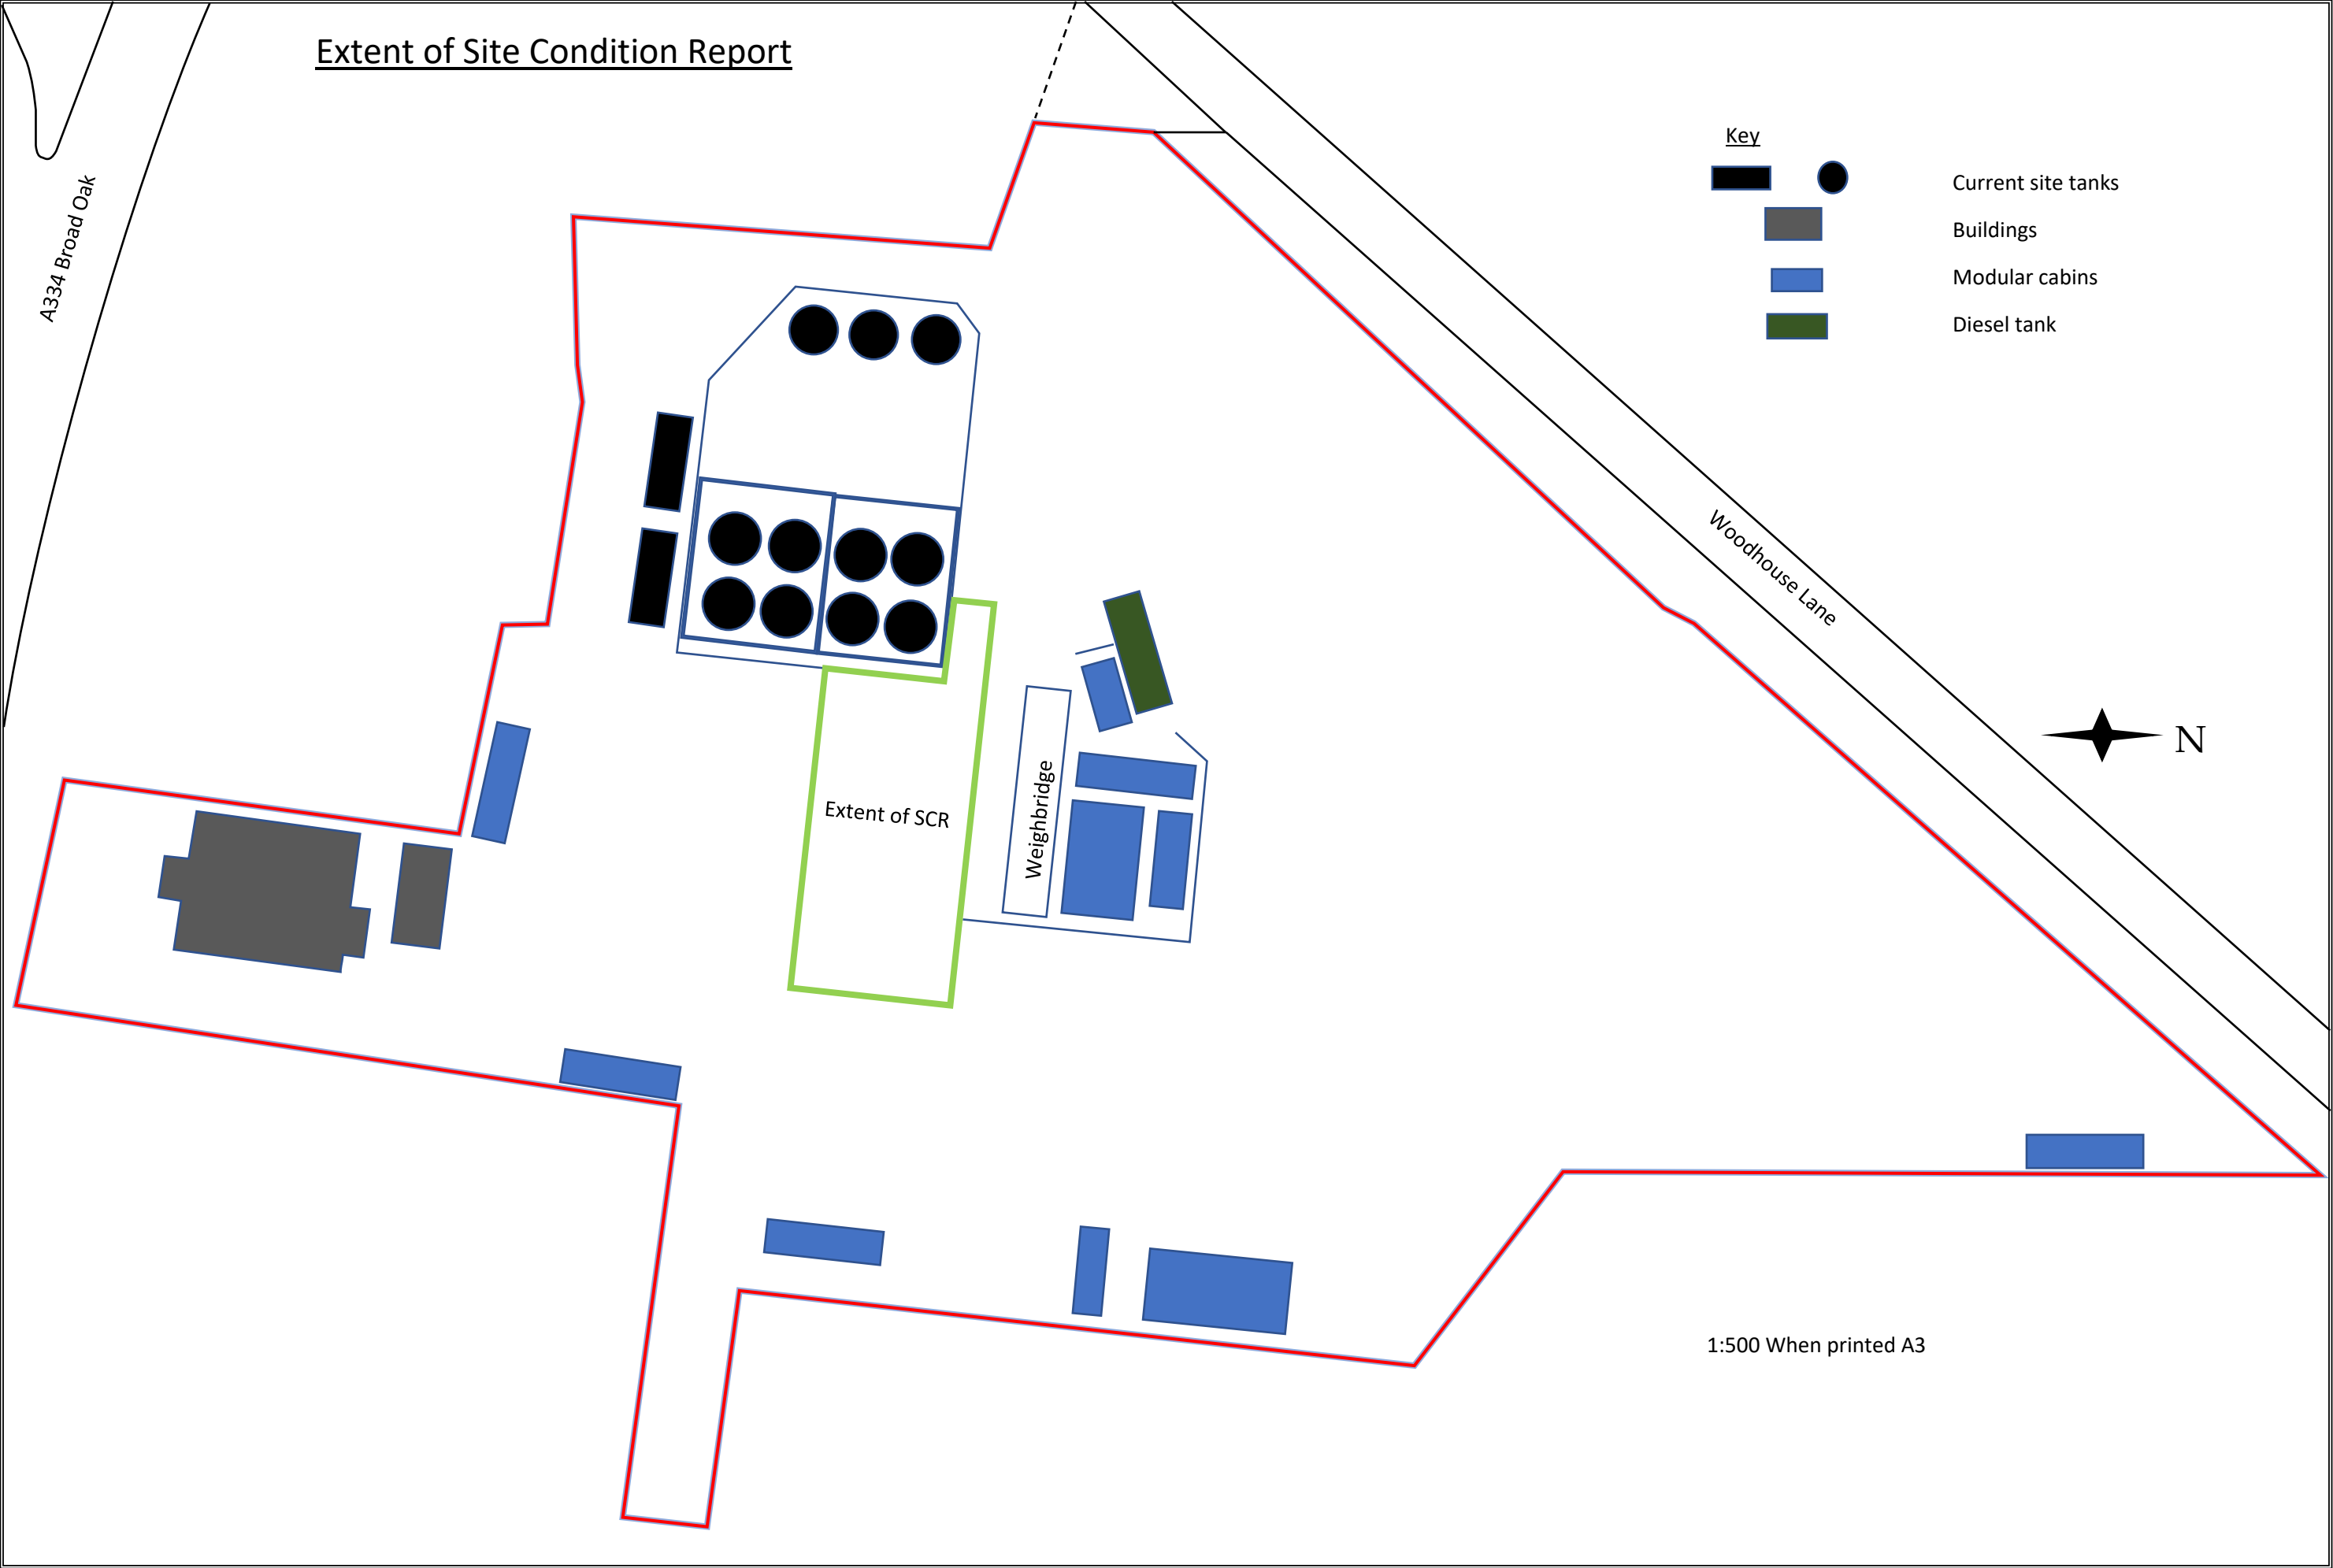 Extent of Site Condition Report
Key
Current site tanks
Buildings
Modular cabins
Diesel tank
A334 Broad Oak
Woodhouse Lane
N
Weighbridge
Extent of SCR
1:500 When printed A3